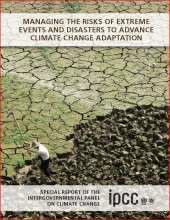 MANAGING THE RISKS OF EXTREME
EVENTS AND DISASTERS TO ADVANCE
CLIMATE CHANGE ADAPTATION
SPECIAL REPORT OF THE
INTERGOVERNMENTAL PANEL
ON CLIMATE CHANGE
ipcc